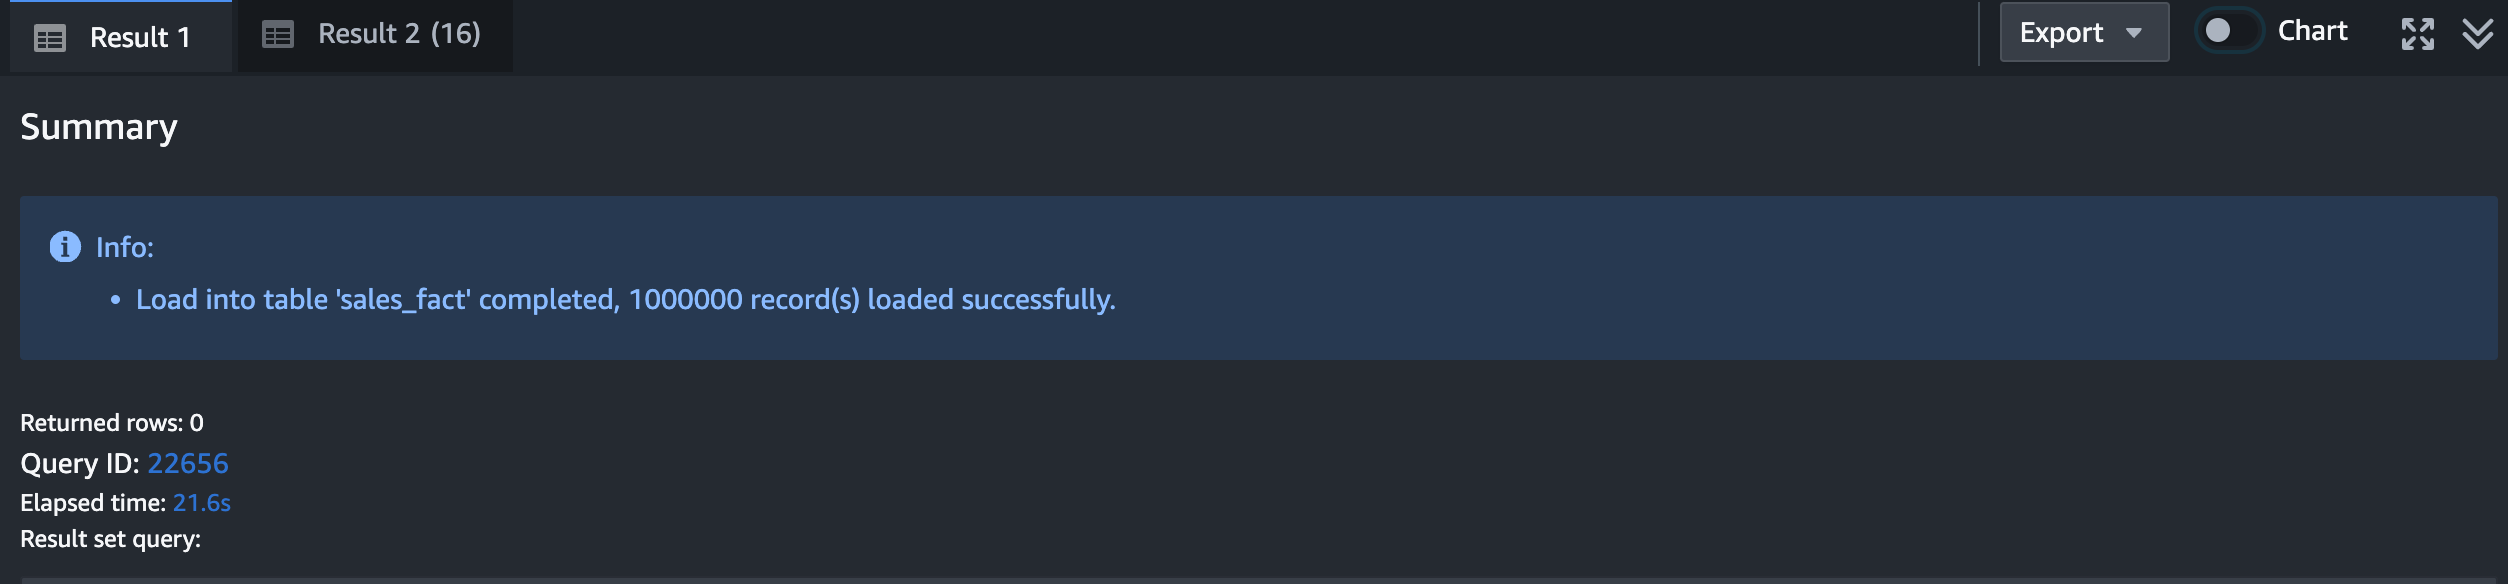 Result 1
Result 2 (16)
Export
Chart
Summary
Info:
• Load into table 'sales_fact' completed, 1000000 record(s) loaded successfully.
Returned rows: 0
Query ID: 22656
Elapsed time: 21.6s
Result set query: